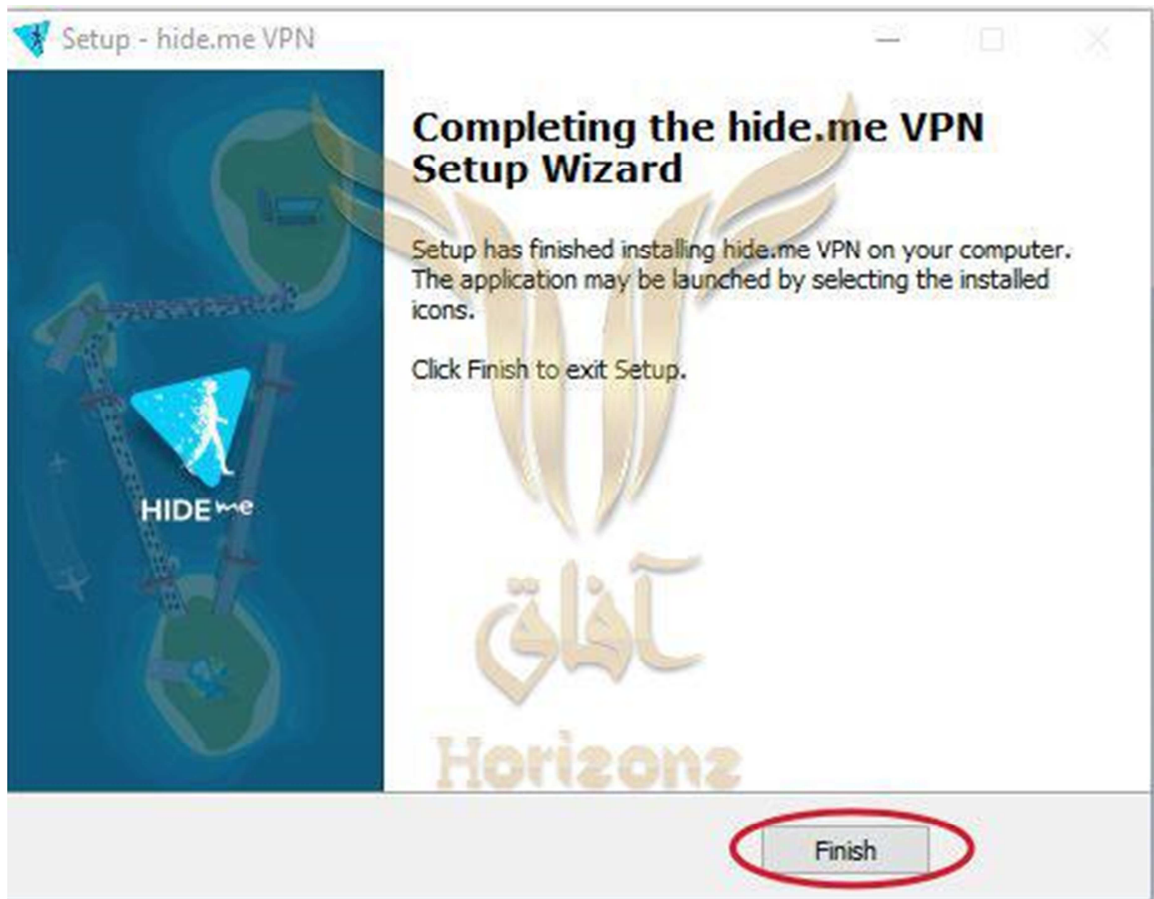 Setup - hide.me VPN
Completing the hide.me VPN
Setup Wizard
Setup has finished installing hide.me VPN on your computer.
The application may be launched by selecting the installed
icons.
Click Finish to exit Setup.
HIDE me
آفاق
Horizons
Finish